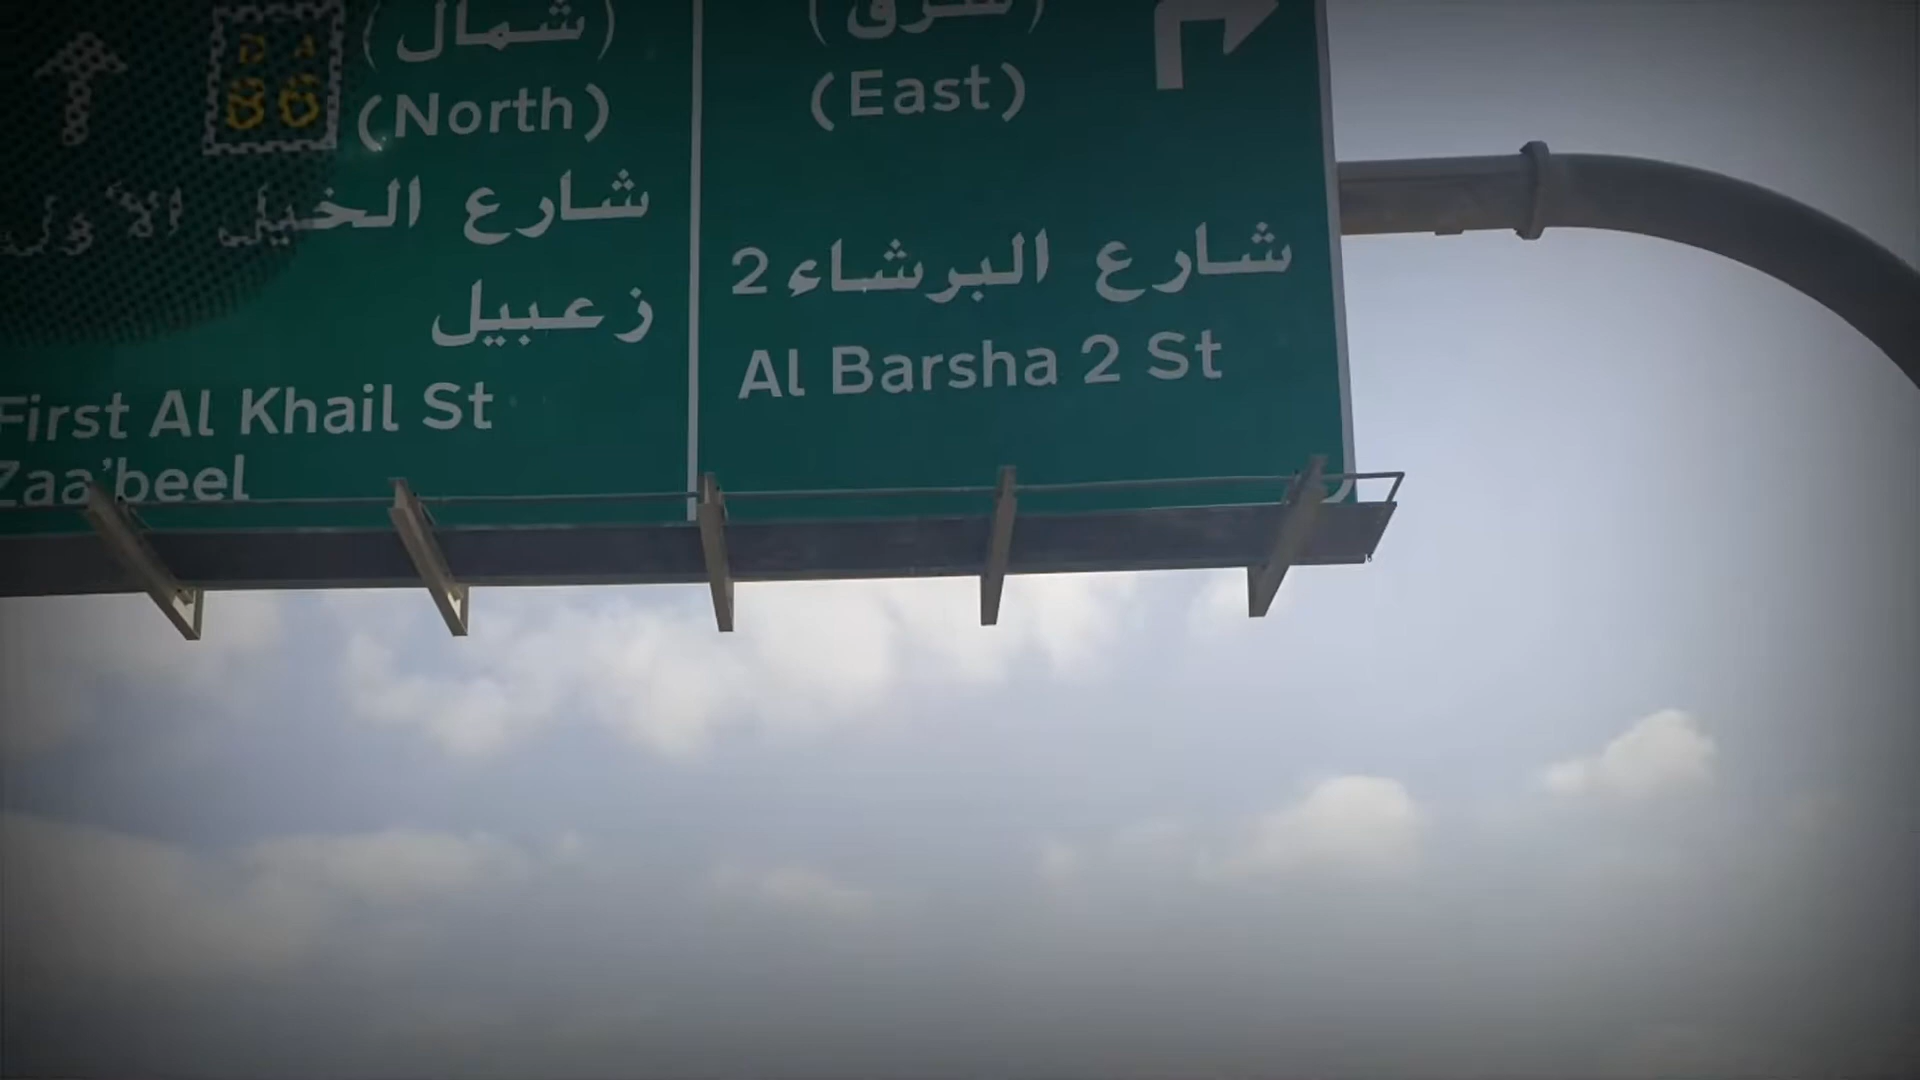 (شمال)
(North)
شارع الخيل الأول
زعبيل
First Al Khail St
Zaa'beel
(شرق)
(East)
شارع البرشاء 2
Al Barsha 2 St